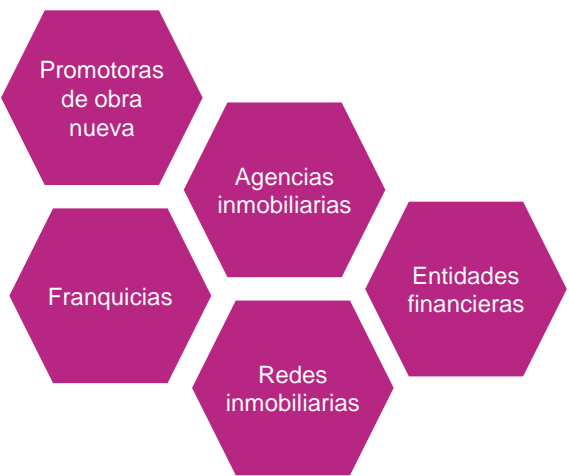 Promotoras
de obra
nueva
Agencias
inmobiliarias
Franquicias
Entidades
financieras
Redes
inmobiliarias